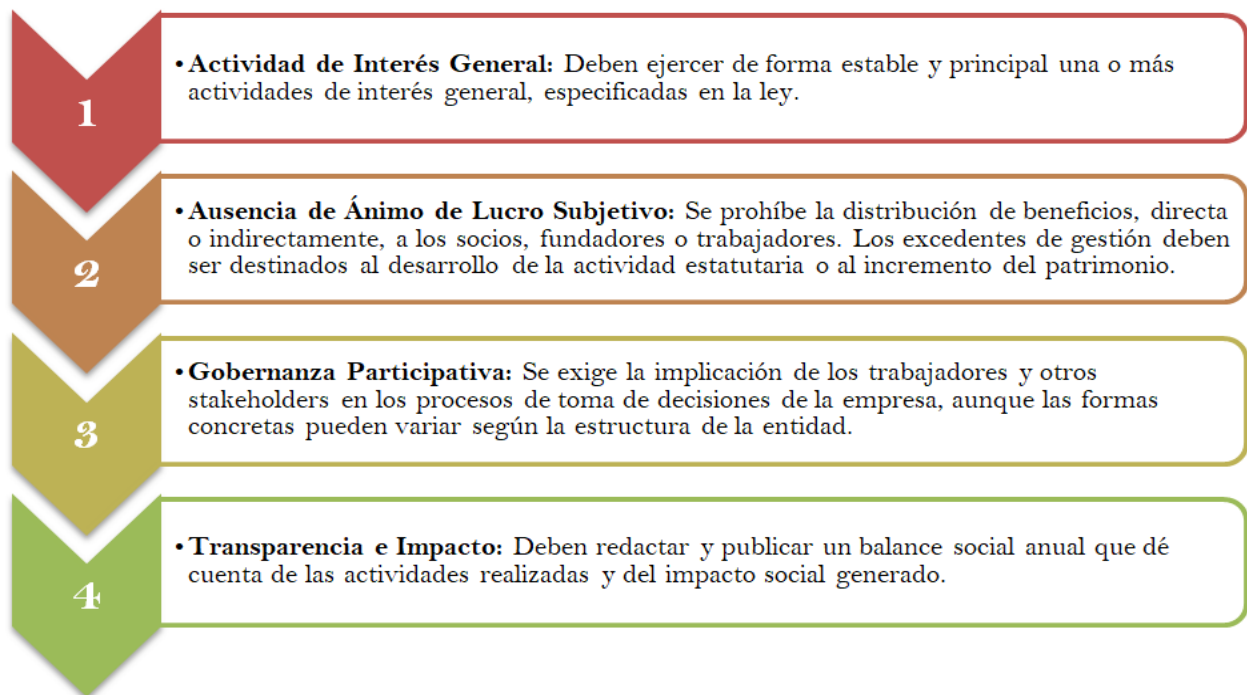 1
• Actividad de Interés General: Deben ejercer de forma estable y principal una o más
actividades de interés general, especificadas en la ley.
2
• Ausencia de Ánimo de Lucro Subjetivo: Se prohíbe la distribución de beneficios, directa
o indirectamente, a los socios, fundadores o trabajadores. Los excedentes de gestión deben
ser destinados al desarrollo de la actividad estatutaria o al incremento del patrimonio.
3
• Gobernanza Participativa: Se exige la implicación de los trabajadores y otros
stakeholders en los procesos de toma de decisiones de la empresa, aunque las formas
concretas pueden variar según la estructura de la entidad.
4
• Transparencia e Impacto: Deben redactar y publicar un balance social anual que dé
cuenta de las actividades realizadas y del impacto social generado.